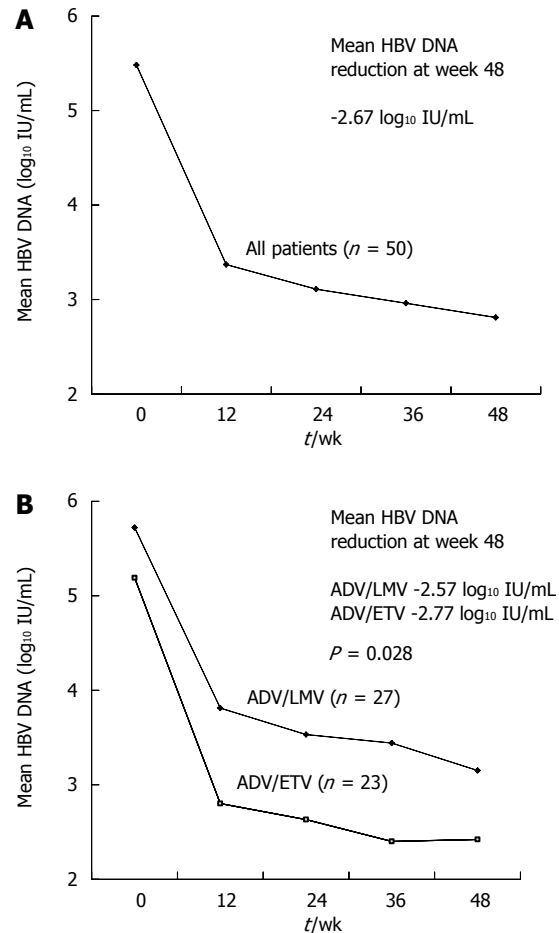 A
Mean HBV DNA
reduction at week 48
-2.67 log₁₀ IU/mL
Mean HBV DNA (log₁₀ IU/mL)
6
5
4
3
2
All patients (n = 50)
0 12 24 36 48
t/wk
B
Mean HBV DNA
reduction at week 48
ADV/LMV -2.57 log₁₀ IU/mL
ADV/ETV -2.77 log₁₀ IU/mL
P = 0.028
Mean HBV DNA (log₁₀ IU/mL)
6
5
4
3
2
ADV/LMV (n = 27)
ADV/ETV (n = 23)
0 12 24 36 48
t/wk